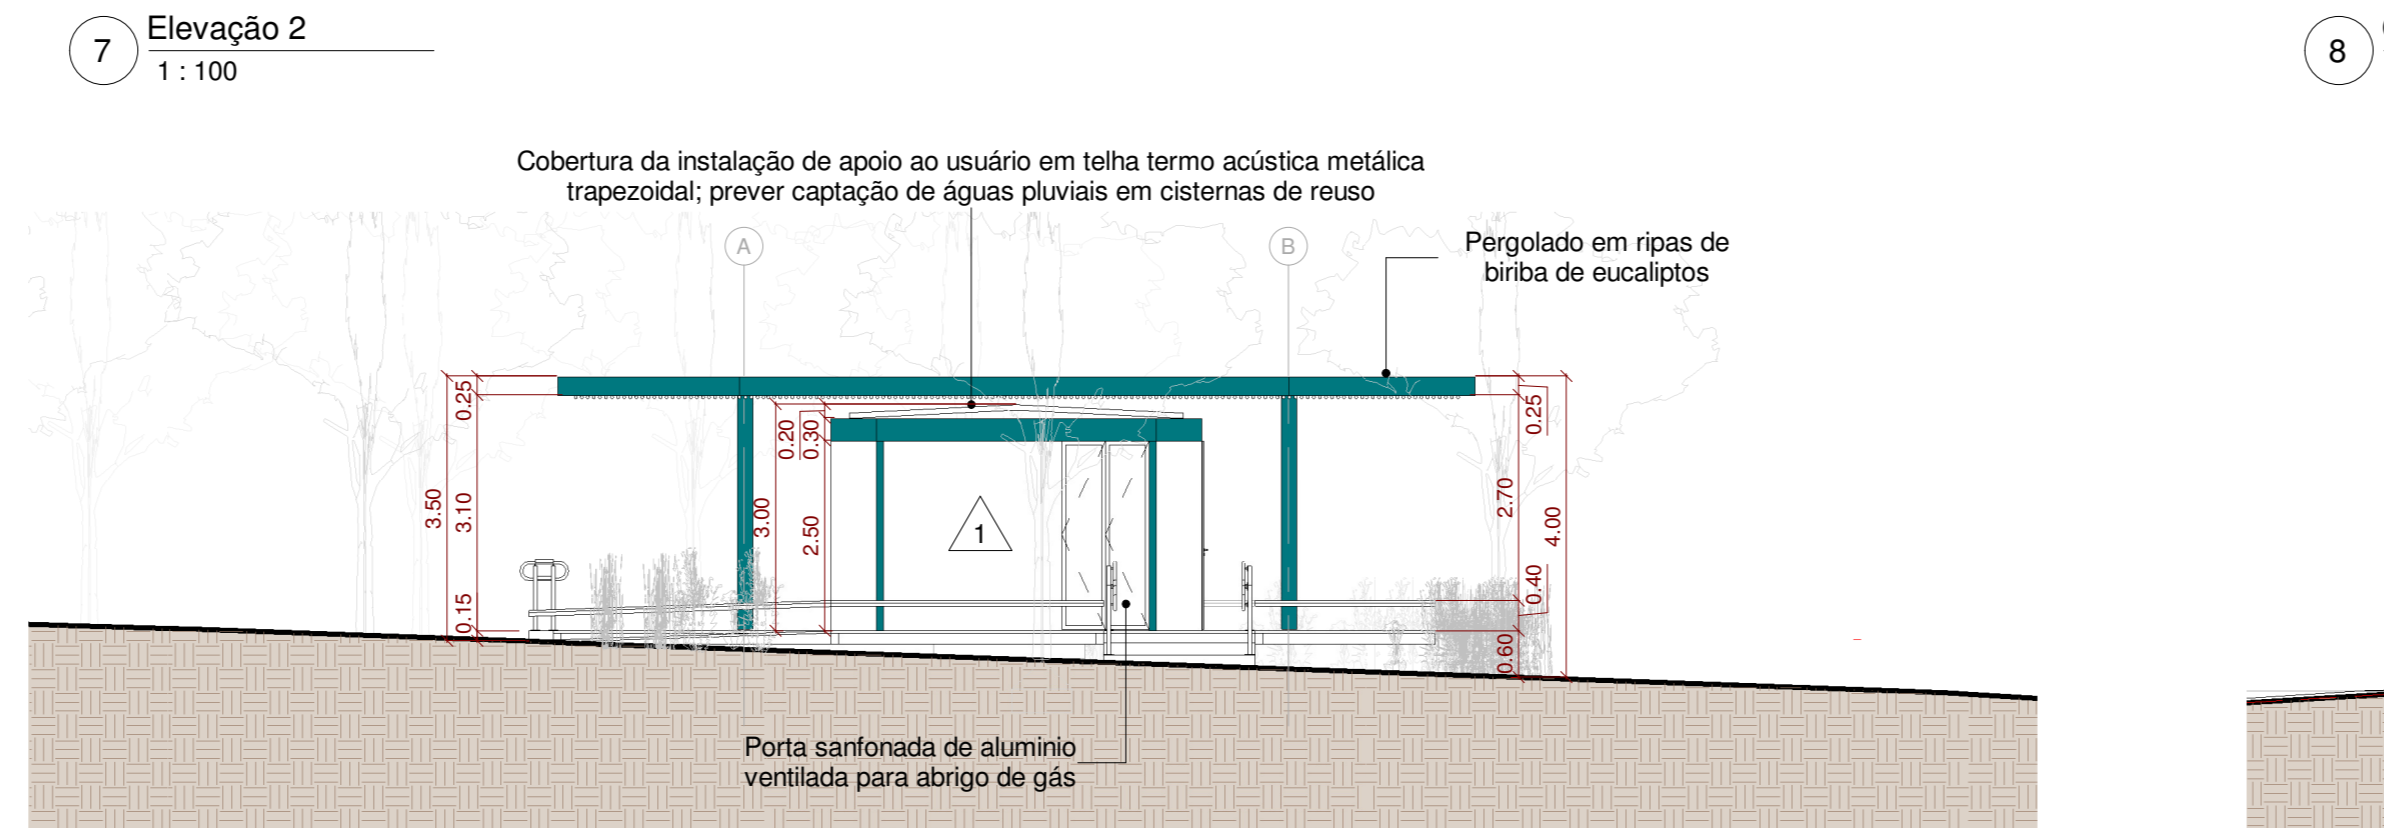 7
Elevação 2
1 : 100
8
Cobertura da instalação de apoio ao usuário em telha termo acústica metálica
trapezoidal; prever captação de águas pluviais em cisternas de reuso
A
B
Pergolado em ripas de
biriba de eucaliptos
3.50
0.25
3.10
0.15
3.00
0.20
0.30
2.50
1
0.25
2.70
4.00
0.40
0.60
Porta sanfonada de aluminio
ventilada para abrigo de gás